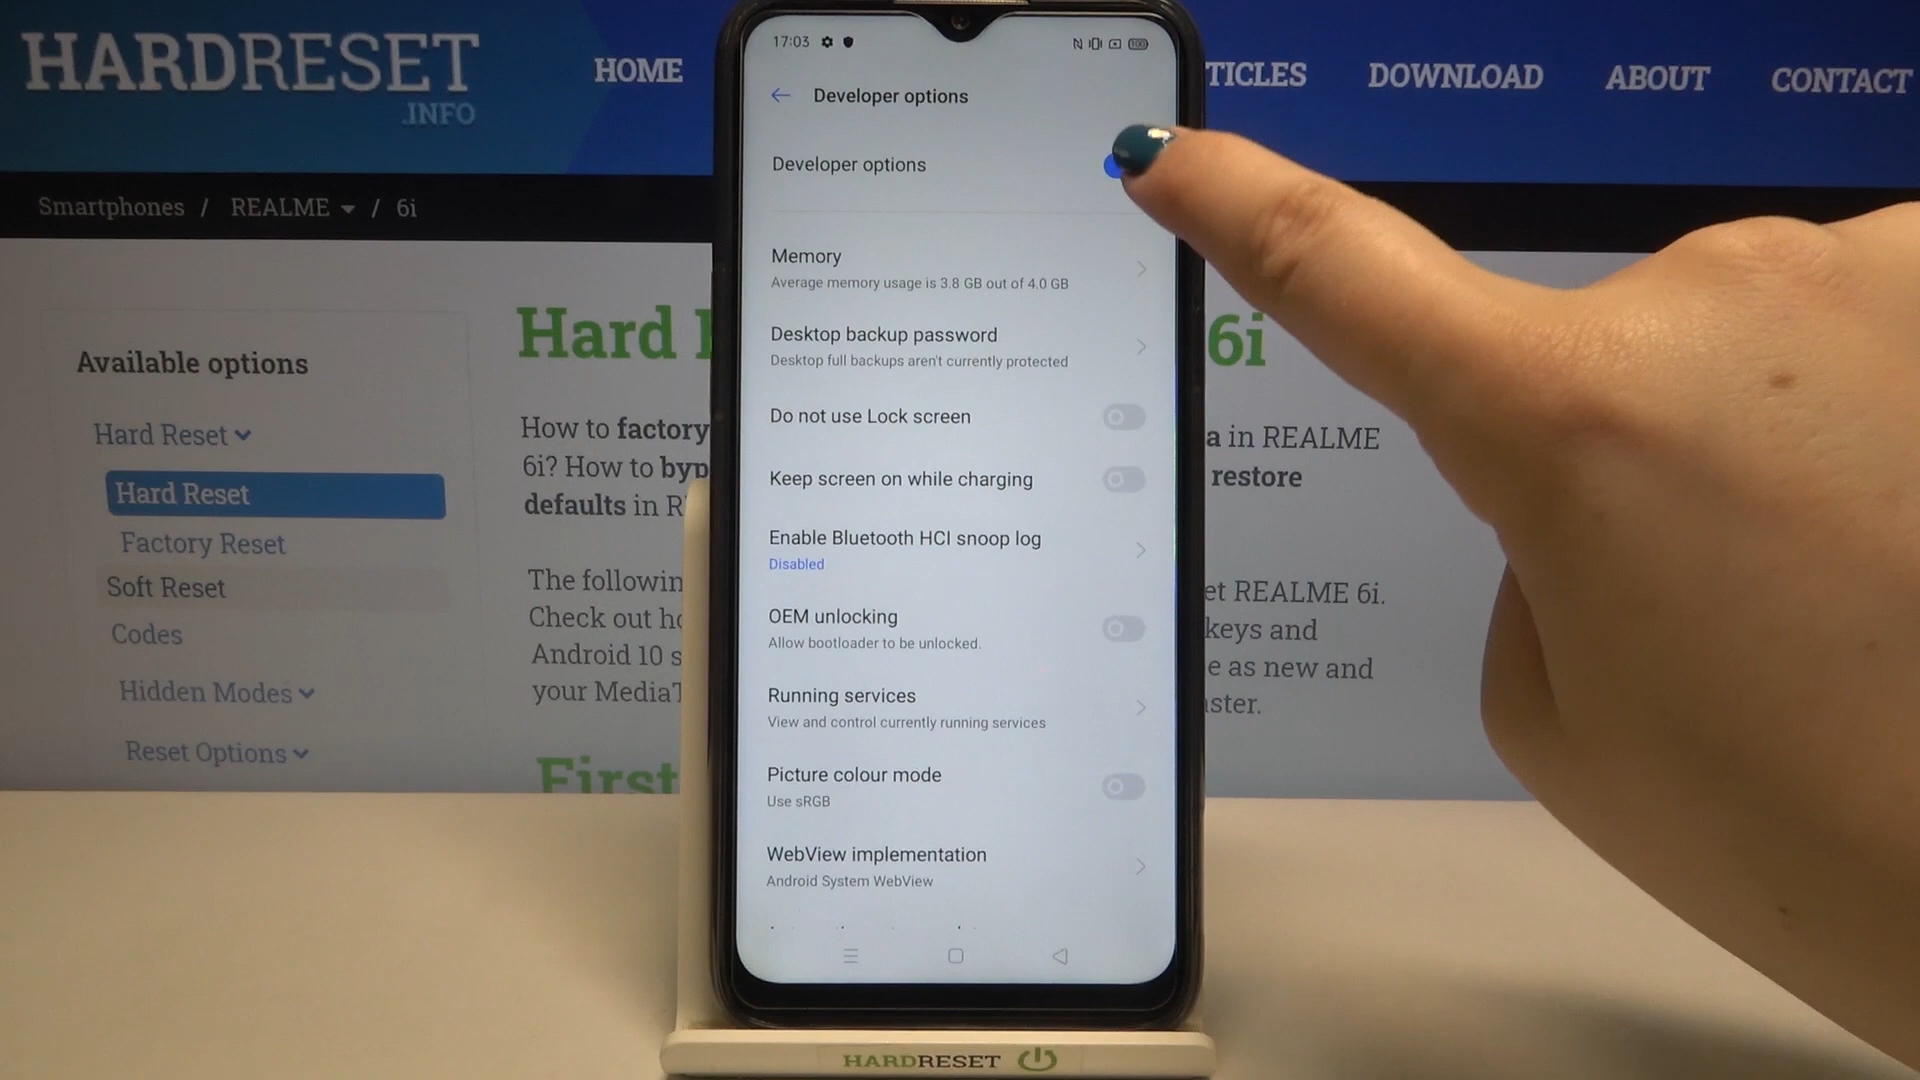 HARDRESET
.INFO
HOME
TICLES
DOWNLOAD
ABOUT
CONTACT
Smartphones / REALME / 6i
Available options
Hard Reset
Hard Reset
Factory Reset
Soft Reset
Codes
Hidden Modes
Reset Options
Hard
6i
How to factory
a in REALME
6i? How to byp
restore
defaults in R
The followin
et REALME 6i.
Check out ho
keys and
Android 10 s
e as new and
your MediaT
ster.
First
17:03
100
Developer options
Developer options
Memory
Average memory usage is 3.8 GB out of 4.0 GB
Desktop backup password
Desktop full backups aren't currently protected
Do not use Lock screen
Keep screen on while charging
Enable Bluetooth HCI snoop log
Disabled
OEM unlocking
Allow bootloader to be unlocked.
Running services
View and control currently running services
Picture colour mode
Use sRGB
WebView implementation
Android System WebView
HARDRESET